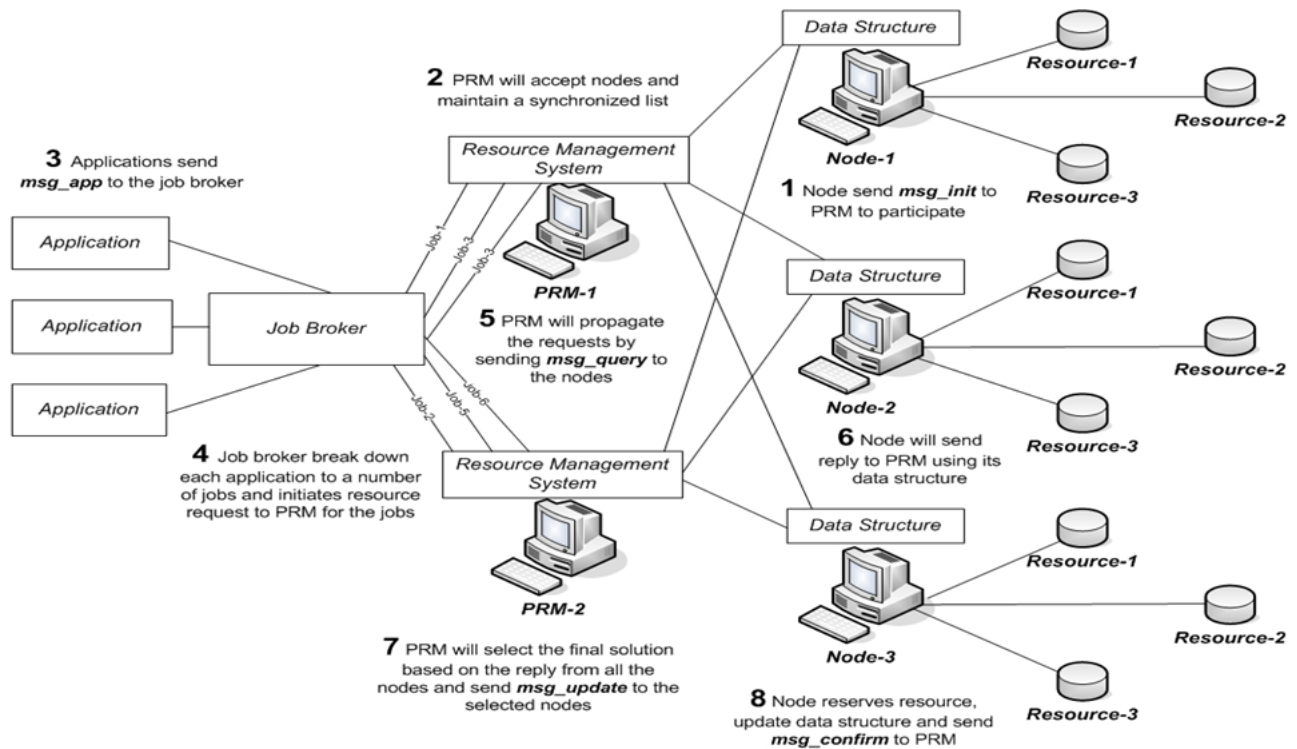 Data Structure
Resource-1
Resource-2
Resource-3
Node-1
1 Node send msg_init to
PRM to participate
2 PRM will accept nodes and
maintain a synchronized list
Resource Management
System
PRM-1
3 Applications send
msg_app to the job broker
Application
Application
Application
Job Broker
Job-1
Job-3
Job-3
Job-2
Job-5
Job-6
5 PRM will propagate
the requests by
sending msg_query to
the nodes
4 Job broker break down
each application to a number
of jobs and initiates resource
request to PRM for the jobs
Resource Management
System
PRM-2
7 PRM will select the final solution
based on the reply from all the
nodes and send msg_update to the
selected nodes
Data Structure
Resource-1
Resource-2
Resource-3
Node-2
6 Node will send
reply to PRM using its
data structure
Data Structure
Resource-1
Resource-2
Resource-3
Node-3
8 Node reserves resource,
update data structure and send
msg_confirm to PRM